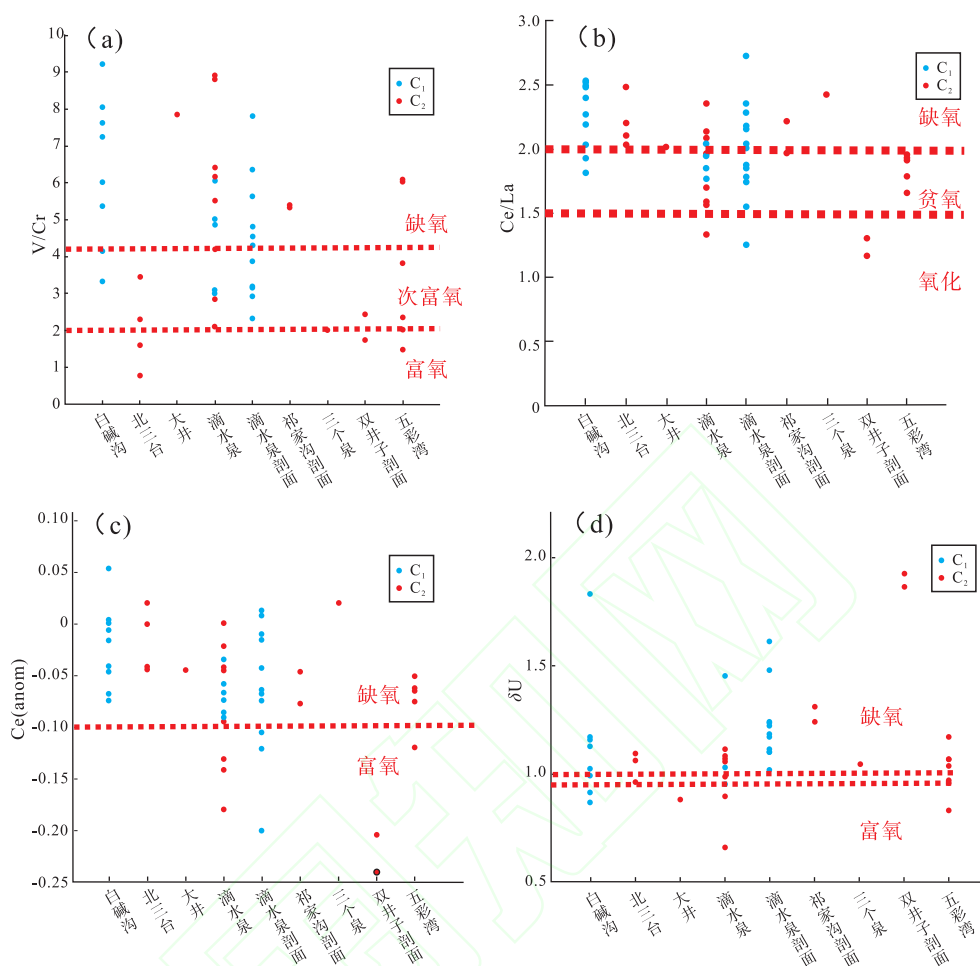 (a)
C₁
C₂
V/Cr
10
9
8
7
6
5
4
3
2
1
0
缺氧
次富氧
富氧
白碱沟
北三台
大井
滴水泉
滴水泉剖面
祁家沟剖面
三个泉
双井子剖面
五彩湾
(b)
C₁
C₂
Ce/La
3.0
2.5
2.0
1.5
1.0
0.5
0
缺氧
贫氧
氧化
白碱沟
北三台
大井
滴水泉
滴水泉剖面
祁家沟剖面
三个泉
双井子剖面
五彩湾
(c)
C₁
C₂
Ce(anom)
0.10
0.05
0
-0.05
-0.10
-0.15
-0.20
-0.25
缺氧
富氧
白碱沟
北三台
大井
滴水泉
滴水泉剖面
祁家沟剖面
三个泉
双井子剖面
五彩湾
(d)
C₁
C₂
δU
2.0
1.5
1.0
0.5
缺氧
富氧
白碱沟
北三台
大井
滴水泉
滴水泉剖面
祁家沟剖面
三个泉
双井子剖面
五彩湾